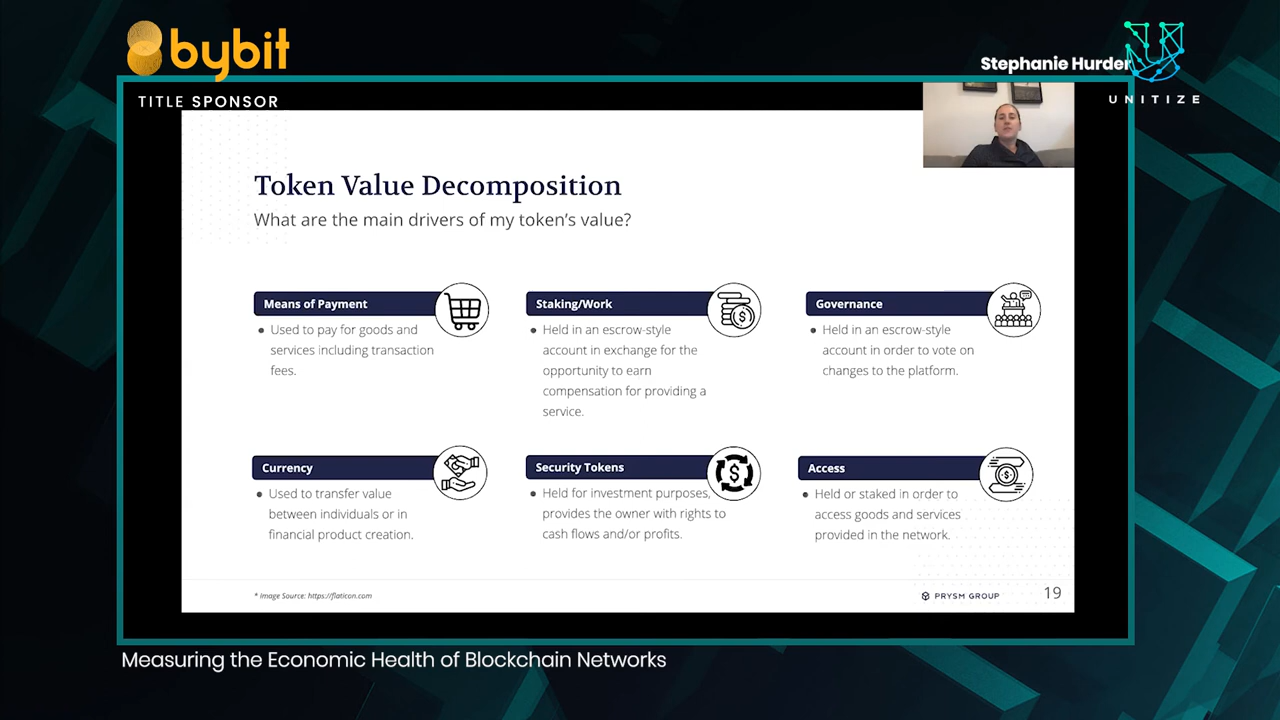 bybit
Stephanie Hurder
TITLE SPONSOR
UNITIZE
Token Value Decomposition
What are the main drivers of my token's value?
Means of Payment
● Used to pay for goods and
services including transaction
fees.
Staking/Work
● Held in an escrow-style
account in exchange for the
opportunity to earn
compensation for providing a
service.
Governance
● Held in an escrow-style
account in order to vote on
changes to the platform.
Currency
● Used to transfer value
between individuals or in
financial product creation.
Security Tokens
● Held for investment purposes,
provides the owner with rights to
cash flows and/or profits.
Access
● Held or staked in order to
access goods and services
provided in the network.
* Image Source: https://flaticon.com
PRYSM GROUP
19
Measuring the Economic Health of Blockchain Networks